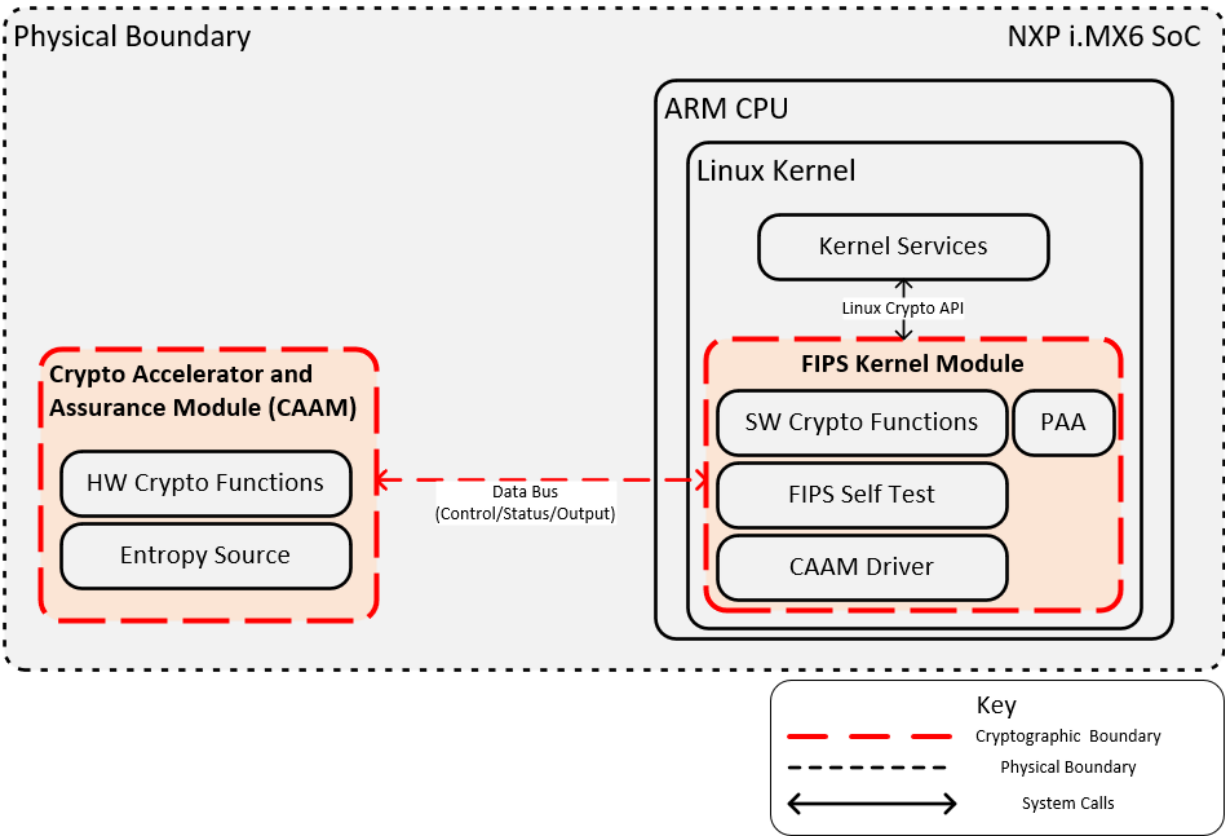 Physical Boundary
NXP i.MX6 SoC
ARM CPU
Linux Kernel
Kernel Services
Linux Crypto API
FIPS Kernel Module
SW Crypto Functions
PAA
FIPS Self Test
CAAM Driver
Crypto Accelerator and
Assurance Module (CAAM)
HW Crypto Functions
Entropy Source
Data Bus
(Control/Status/Output)
Key
Cryptographic Boundary
Physical Boundary
System Calls